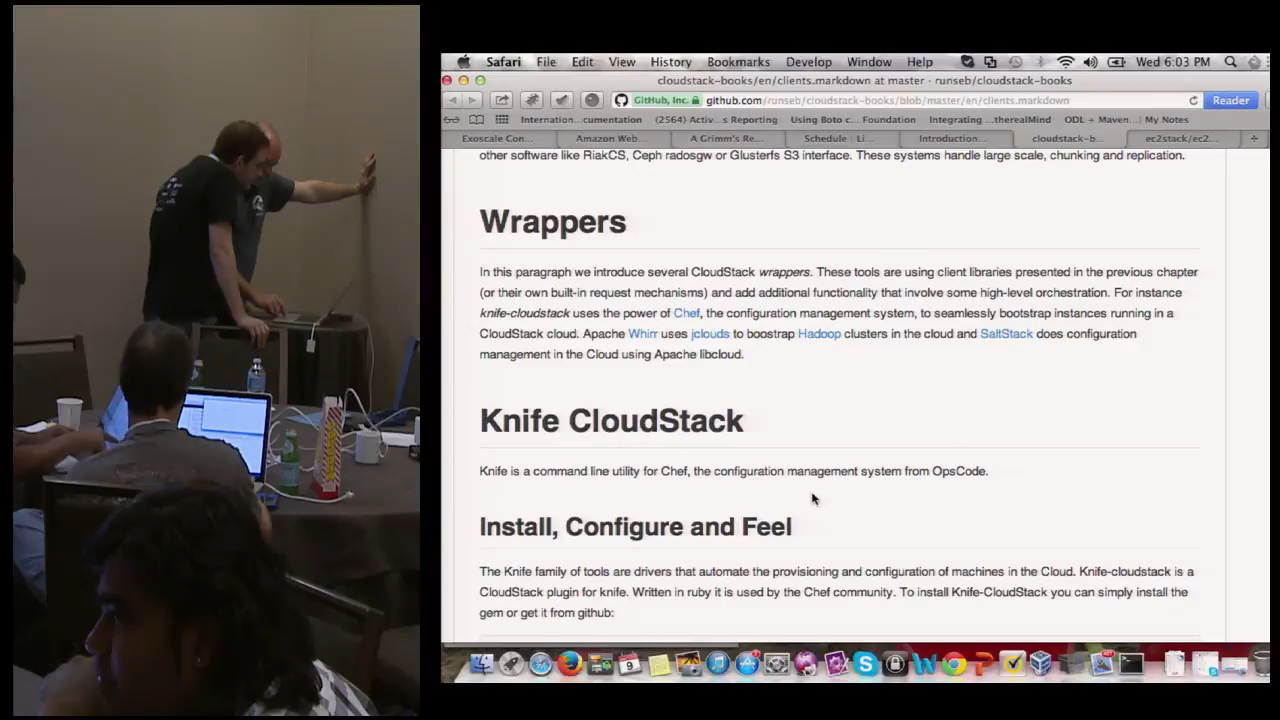 Safari File Edit View History Bookmarks Develop Window Help Wed 6:03 PM
cloudstack-books/en/clients.markdown at master · runseb/cloudstack-books
GitHub, Inc. github.com/runseb/cloudstack-books/blob/master/en/clients.markdown Reader
Internation...cumentation (2564) Activ...s Reporting Using Boto c... Foundation Integrating ...therealMind ODL + Maven... My Notes
Exoscale Con... Amazon Web... A Grimm's Re... Schedule | Li... Introduction... cloudstack-b... ec2stack/ec2...
other software like RiakCS, Ceph radosgw or Glusterfs S3 interface. These systems handle large scale, chunking and replication.
Wrappers
In this paragraph we introduce several CloudStack wrappers. These tools are using client libraries presented in the previous chapter
(or their own built-in request mechanisms) and add additional functionality that involve some high-level orchestration. For instance
knife-cloudstack uses the power of Chef, the configuration management system, to seamlessly bootstrap instances running in a
CloudStack cloud. Apache Whirr uses jclouds to boostrap Hadoop clusters in the cloud and SaltStack does configuration
management in the Cloud using Apache libcloud.
Knife CloudStack
Knife is a command line utility for Chef, the configuration management system from OpsCode.
Install, Configure and Feel
The Knife family of tools are drivers that automate the provisioning and configuration of machines in the Cloud. Knife-cloudstack is a
CloudStack plugin for knife. Written in ruby it is used by the Chef community. To install Knife-CloudStack you can simply install the
gem or get it from github: